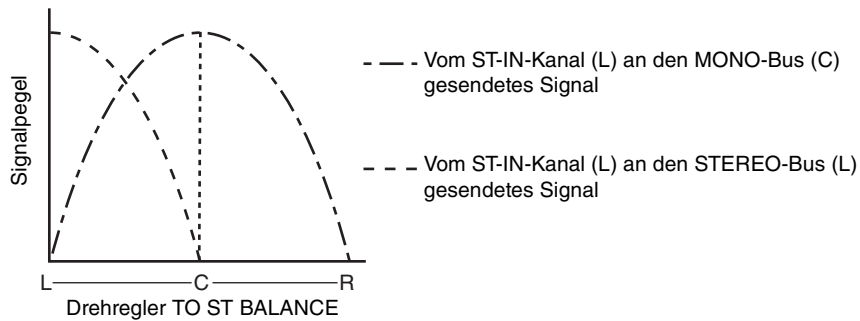 Signalpegel
Vom ST-IN-Kanal (L) an den MONO-Bus (C)
gesendetes Signal
Vom ST-IN-Kanal (L) an den STEREO-Bus (L)
gesendetes Signal
L C R
Drehregler TO ST BALANCE